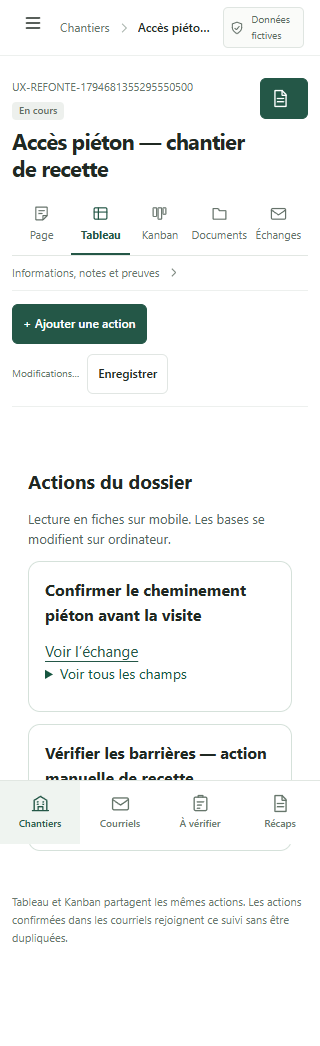 Chantiers
Accès piéto...
Données
fictives
UX-REFONTE-1794681355295550500
En cours
Accès piéton — chantier
de recette
Page
Tableau
Kanban
Documents
Échanges
Informations, notes et preuves
+ Ajouter une action
Modifications...
Enregistrer
Actions du dossier
Lecture en fiches sur mobile. Les bases se
modifient sur ordinateur.
Confirmer le cheminement
piéton avant la visite
Voir l’échange
Voir tous les champs
Vérifier les barrières — action
manuelle de recette
Chantiers
Courriels
À vérifier
Récaps
Tableau et Kanban partagent les mêmes actions. Les actions
confirmées dans les courriels rejoignent ce suivi sans être
dupliquées.